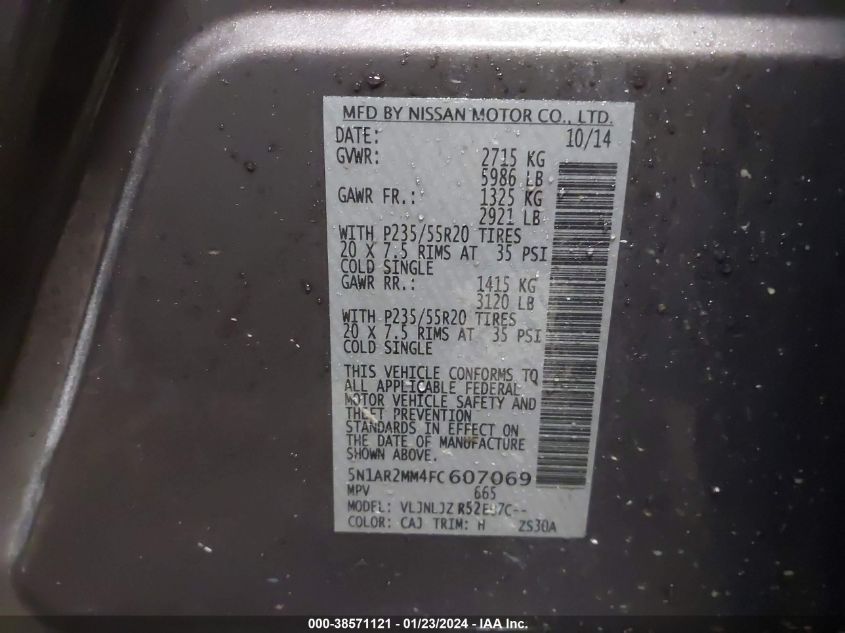 MFD BY NISSAN MOTOR CO., LTD.
DATE: 10/14
GVWR: 2715 KG
5986 LB
GAWR FR.: 1325 KG
2921 LB
WITH P235/55R20 TIRES
20 X 7.5 RIMS AT 35 PSI
COLD SINGLE
GAWR RR.: 1415 KG
3120 LB
WITH P235/55R20 TIRES
20 X 7.5 RIMS AT 35 PSI
COLD SINGLE
THIS VEHICLE CONFORMS TO
ALL APPLICABLE FEDERAL
MOTOR VEHICLE SAFETY AND
THEFT PREVENTION
STANDARDS IN EFFECT ON
THE DATE OF MANUFACTURE
SHOWN ABOVE.
5N1AR2MM4FC607069
MPV 665
MODEL: VLJNLJZ
COLOR: CAJ TRIM: H ZS30A
000-38571121 - 01/23/2024 - IAA Inc.